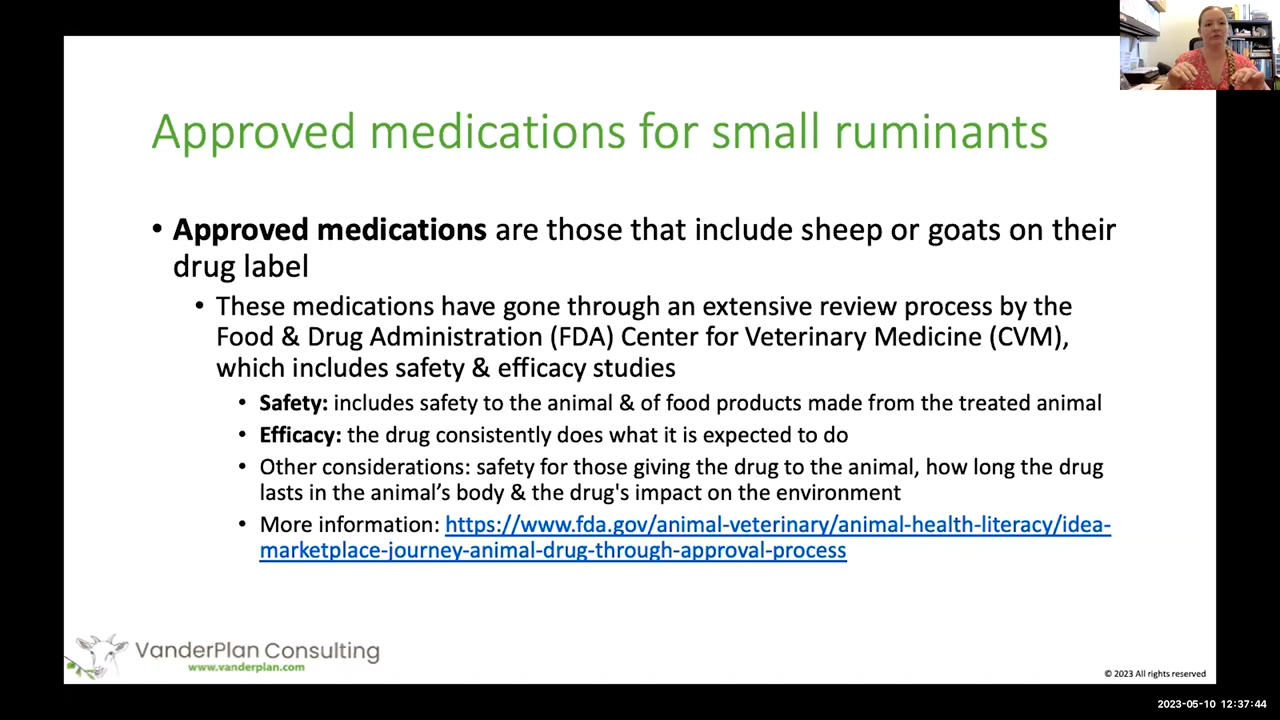 Approved medications for small ruminants
• Approved medications are those that include sheep or goats on their
drug label
• These medications have gone through an extensive review process by the
Food & Drug Administration (FDA) Center for Veterinary Medicine (CVM),
which includes safety & efficacy studies
• Safety: includes safety to the animal & of food products made from the treated animal
• Efficacy: the drug consistently does what it is expected to do
• Other considerations: safety for those giving the drug to the animal, how long the drug
lasts in the animal’s body & the drug's impact on the environment
• More information: https://www.fda.gov/animal-veterinary/animal-health-literacy/idea-
marketplace-journey-animal-drug-through-approval-process
VanderPlan Consulting
www.vanderplan.com
© 2023 All rights reserved
2023-05-10 12:37:44